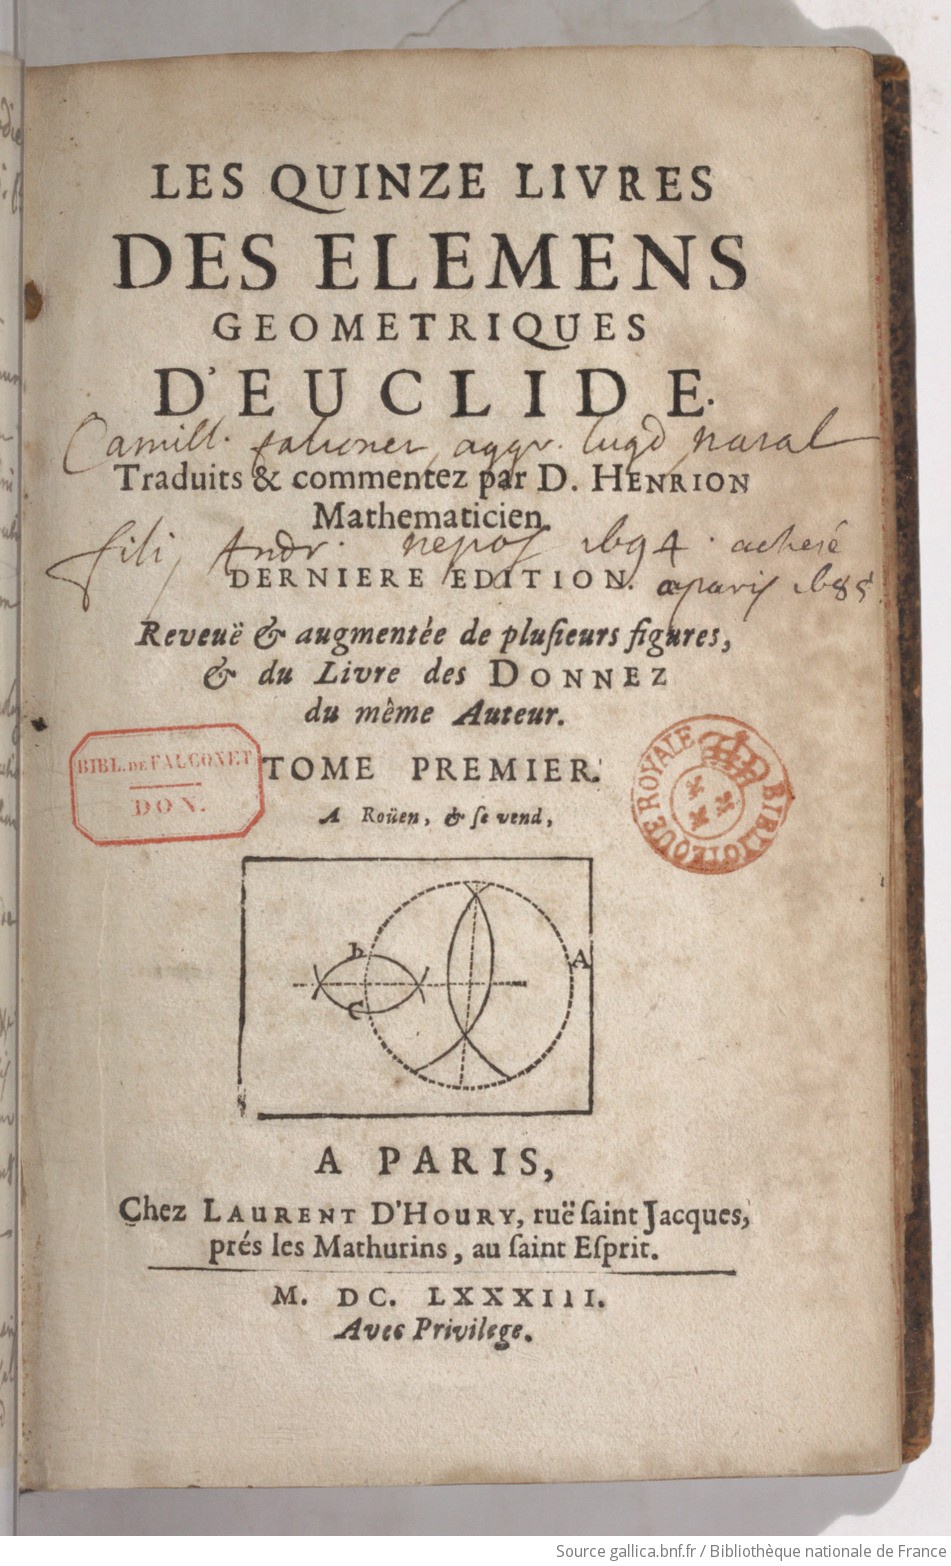 LES QUINZE LIVRES
DES ELEMENS
GEOMETRIQUES
D'EUCLIDE.
Camill. falconet, aggr. lugd nasal
Traduits & commentez par D. HENRION
Mathematicien.
fili, Andr. nepos 1694. acheté
DERNIERE EDITION.
a paris 1685
Reveuë & augmentée de pluſieurs figures,
& du Livre des DONNEZ
du même Auteur.
BIBL. DE FALCONET
DON.
TOME PREMIER.
BIBLIOTEQUE ROYALE
A Roüen, & ſe vend,
b
A
C
A PARIS,
Chez LAURENT D'HOURY, ruë ſaint Jacques,
prés les Mathurins, au ſaint Eſprit.
M. DC. LXXXIII.
Avec Privilege.
Source gallica.bnf.fr / Bibliothèque nationale de France